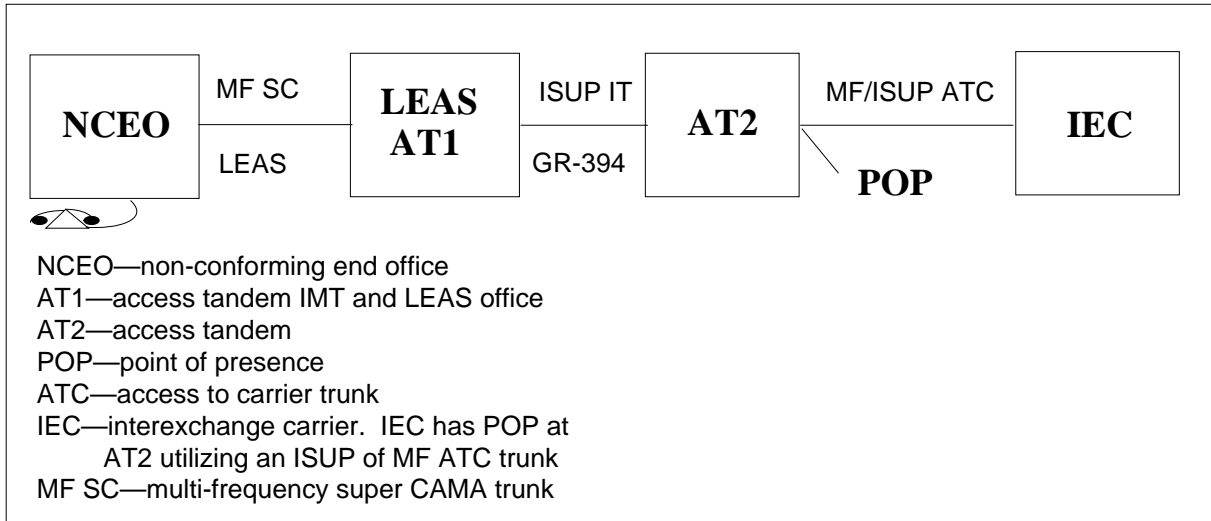 NCEO
MF SC
LEAS
LEAS
AT1
ISUP IT
GR-394
AT2
MF/ISUP ATC
POP
IEC
NCEO—non-conforming end office
AT1—access tandem IMT and LEAS office
AT2—access tandem
POP—point of presence
ATC—access to carrier trunk
IEC—interexchange carrier.  IEC has POP at
AT2 utilizing an ISUP of MF ATC trunk
MF SC—multi-frequency super CAMA trunk